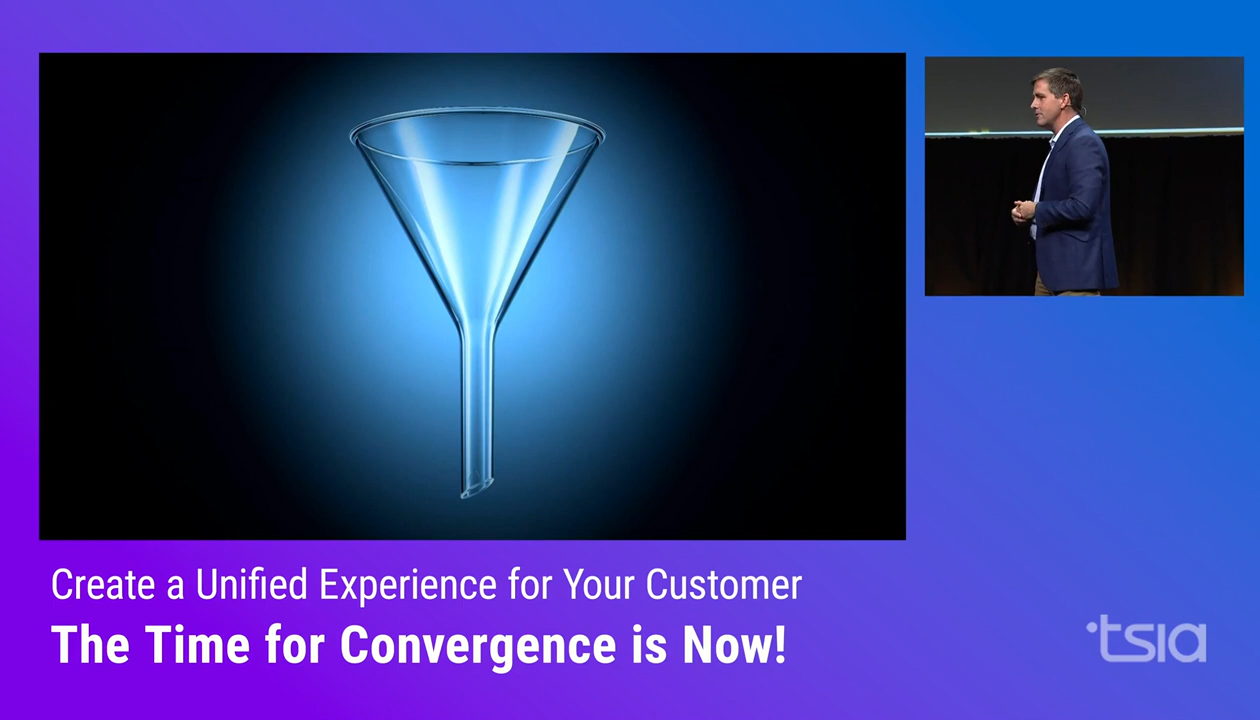 Create a Unified Experience for Your Customer
The Time for Convergence is Now!
tsia